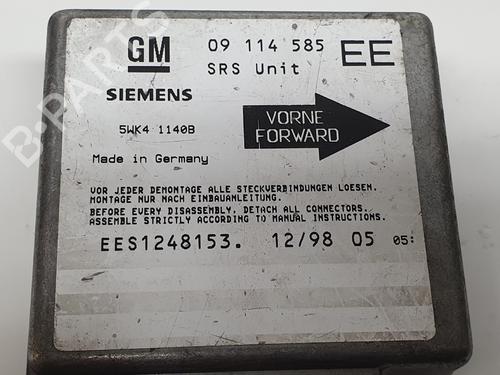 GM 09 114 585 EE
SRS Unit
SIEMENS
VORNE
FORWARD
5WK4 1140B
Made in Germany
VOR JEDER DEMONTAGE ALLE STECKVERBINDUNGEN LOESEN.
MONTAGE NUR NACH EINBAUANLEITUNG.
BEFORE EVERY DISASSEMBLY, DETACH ALL CONNECTORS.
ASSEMBLE STRICTLY ACCORDING TO MANUAL INSTRUCTIONS.
EES1248153. 12/98 05 05:
B-PARTS